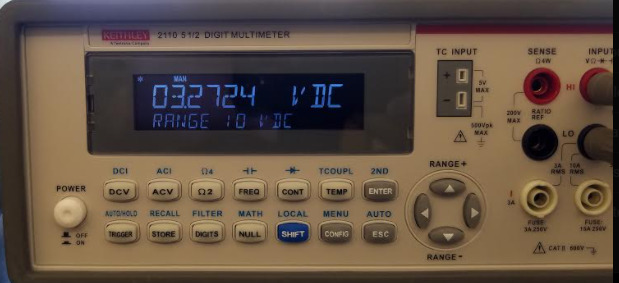 KEITHLEY 2110 5 1/2 DIGIT MULTIMETER
* MAN
03.2724 VDC
RANGE 10 VDC
TC INPUT
+
5V MAX
-
500Vpk MAX
SENSE
Ω4W
INPUT
HI
200V MAX
RATIO REF
LO
3A RMS
10A RMS
I
3A
FUSE:
3A 250V
FUSE:
10A 250V
CAT II 600V
RANGE+
RANGE-
POWER
OFF
ON
DCI ACI Ω4 TCOUPL 2ND
DCV ACV Ω2 FREQ CONT TEMP ENTER
AUTO/HOLD RECALL FILTER MATH LOCAL MENU AUTO
TRIGGER STORE DIGITS NULL SHIFT CONFIG ESC